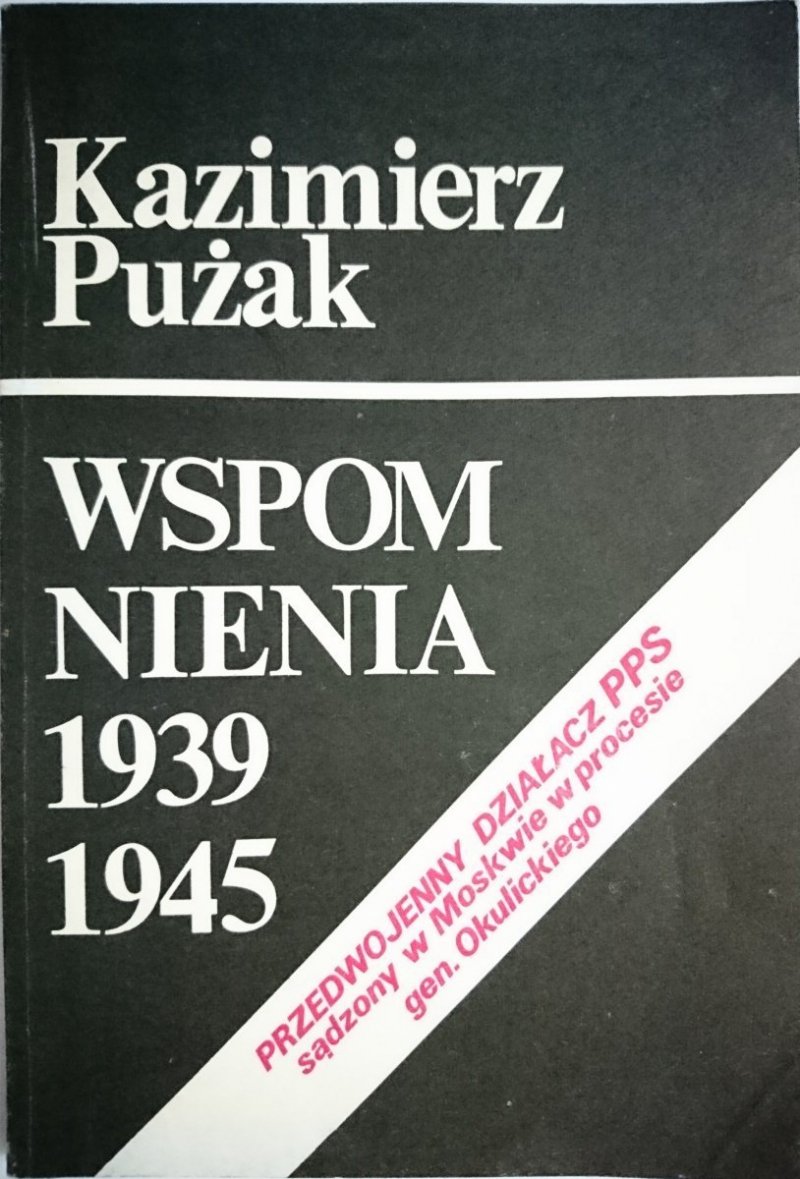 Kazimierz
Pużak
WSPOM
NIENIA
1939
1945
PRZEDWOJENNY DZIAŁACZ PPS
sądzony w Moskwie w procesie
gen. Okulickiego